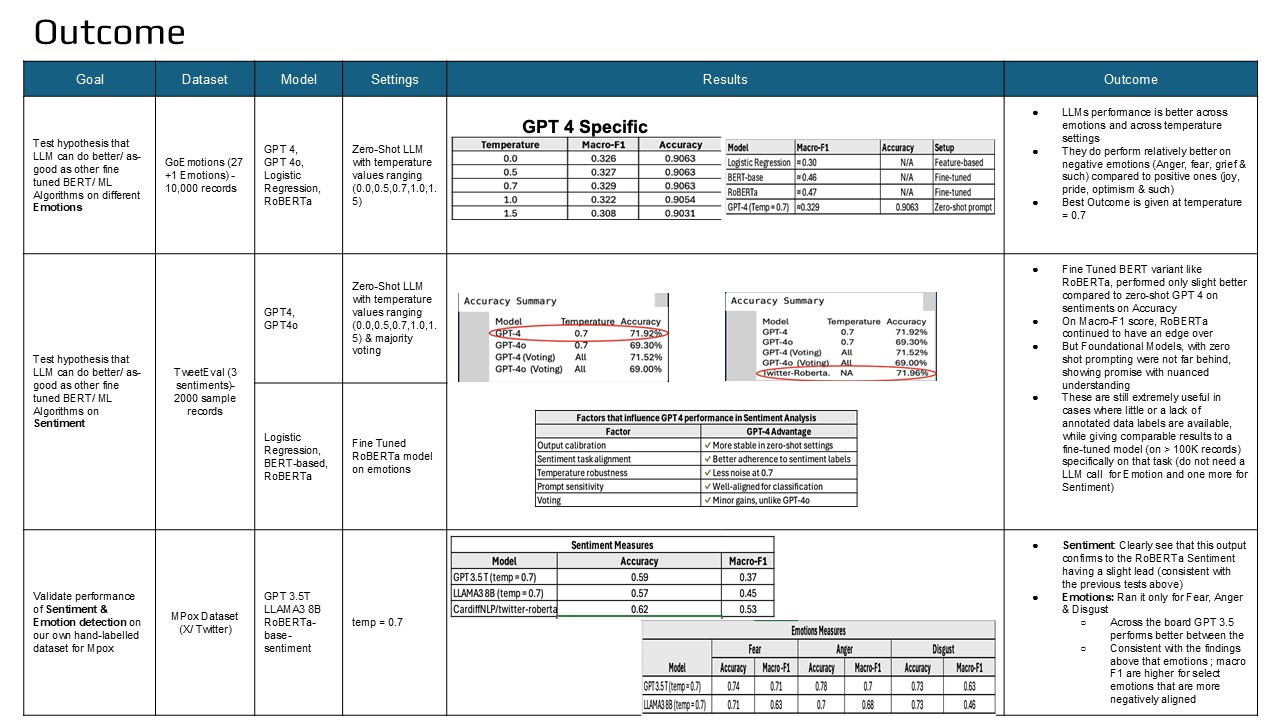 Outcome
Goal
Dataset
Model
Settings
Results
Outcome
Test hypothesis that
LLM can do better/ as-
good as other fine
tuned BERT/ ML
Algorithms on different
Emotions
GoEmotions (27
+1 Emotions) -
10,000 records
GPT 4,
GPT 4o,
Logistic
Regression,
RoBERTa
Zero-Shot LLM
with temperature
values ranging
(0.0,0.5,0.7,1.0,1.
5)
GPT 4 Specific
Temperature Macro-F1 Accuracy
0.0 0.326 0.9063
0.5 0.327 0.9063
0.7 0.329 0.9063
1.0 0.322 0.9054
1.5 0.308 0.9031
Model Macro-F1 Accuracy Setup
Logistic Regression ≈0.30 N/A Feature-based
BERT-base ≈0.46 N/A Fine-tuned
RoBERTa ≈0.47 N/A Fine-tuned
GPT-4 (Temp = 0.7) ≈0.329 0.9063 Zero-shot prompt
● LLMs performance is better across
emotions and across temperature
settings
● They do perform relatively better on
negative emotions (Anger, fear, grief &
such) compared to positive ones (joy,
pride, optimism & such)
● Best Outcome is given at temperature
= 0.7
Test hypothesis that
LLM can do better/ as-
good as other fine
tuned BERT/ ML
Algorithms on
Sentiment
TweetEval (3
sentiments)-
2000 sample
records
GPT4,
GPT4o
Zero-Shot LLM
with temperature
values ranging
(0.0,0.5,0.7,1.0,1.
5) & majority
voting
Logistic
Regression,
BERT-based,
RoBERTa
Fine Tuned
RoBERTa model
on emotions
Accuracy Summary
Model Temperature Accuracy
GPT-4 0.7 71.92%
GPT-4o 0.7 69.30%
GPT-4 (Voting) All 71.52%
GPT-4o (Voting) All 69.00%
Accuracy Summary
Model Temperature Accuracy
GPT-4 0.7 71.92%
GPT-4o 0.7 69.30%
GPT-4 (Voting) All 71.52%
GPT-4o (Voting) All 69.00%
Twitter-Roberta. NA 71.96%
Factors that influence GPT 4 performance in Sentiment Analysis
Factor GPT-4 Advantage
Output calibration ✓ More stable in zero-shot settings
Sentiment task alignment ✓ Better adherence to sentiment labels
Temperature robustness ✓ Less noise at 0.7
Prompt sensitivity ✓ Well-aligned for classification
Voting ✓ Minor gains, unlike GPT-4o
● Fine Tuned BERT variant like
RoBERTa, performed only slight better
compared to zero-shot GPT 4 on
sentiments on Accuracy
● On Macro-F1 score, RoBERTa
continued to have an edge over
● But Foundational Models, with zero
shot prompting were not far behind,
showing promise with nuanced
understanding
● These are still extremely useful in
cases where little or a lack of
annotated data labels are available,
while giving comparable results to a
fine-tuned model (on > 100K records)
specifically on that task (do not need a
LLM call for Emotion and one more for
Sentiment)
Validate performance
of Sentiment &
Emotion detection on
our own hand-labelled
dataset for Mpox
MPox Dataset
(X/ Twitter)
GPT 3.5T
LLAMA3 8B
RoBERTa-
base-
sentiment
temp = 0.7
Sentiment Measures
Model Accuracy Macro-F1
GPT 3.5 T (temp = 0.7) 0.59 0.37
LLAMA3 8B (temp = 0.7) 0.57 0.45
CardiffNLP/twitter-roberta 0.62 0.53
Emotions Measures
Fear Anger Disgust
Model Accuracy Macro-F1 Accuracy Macro-F1 Accuracy Macro-F1
GPT 3.5 T (temp = 0.7) 0.74 0.71 0.78 0.7 0.73 0.63
LLAMA3 8B (temp = 0.7) 0.71 0.63 0.7 0.68 0.73 0.46
● Sentiment: Clearly see that this output
confirms to the RoBERTa Sentiment
having a slight lead (consistent with
the previous tests above)
● Emotions: Ran it only for Fear, Anger
& Disgust
○ Across the board GPT 3.5
performs better between the
○ Consistent with the findings
above that emotions ; macro
F1 are higher for select
emotions that are more
negatively aligned